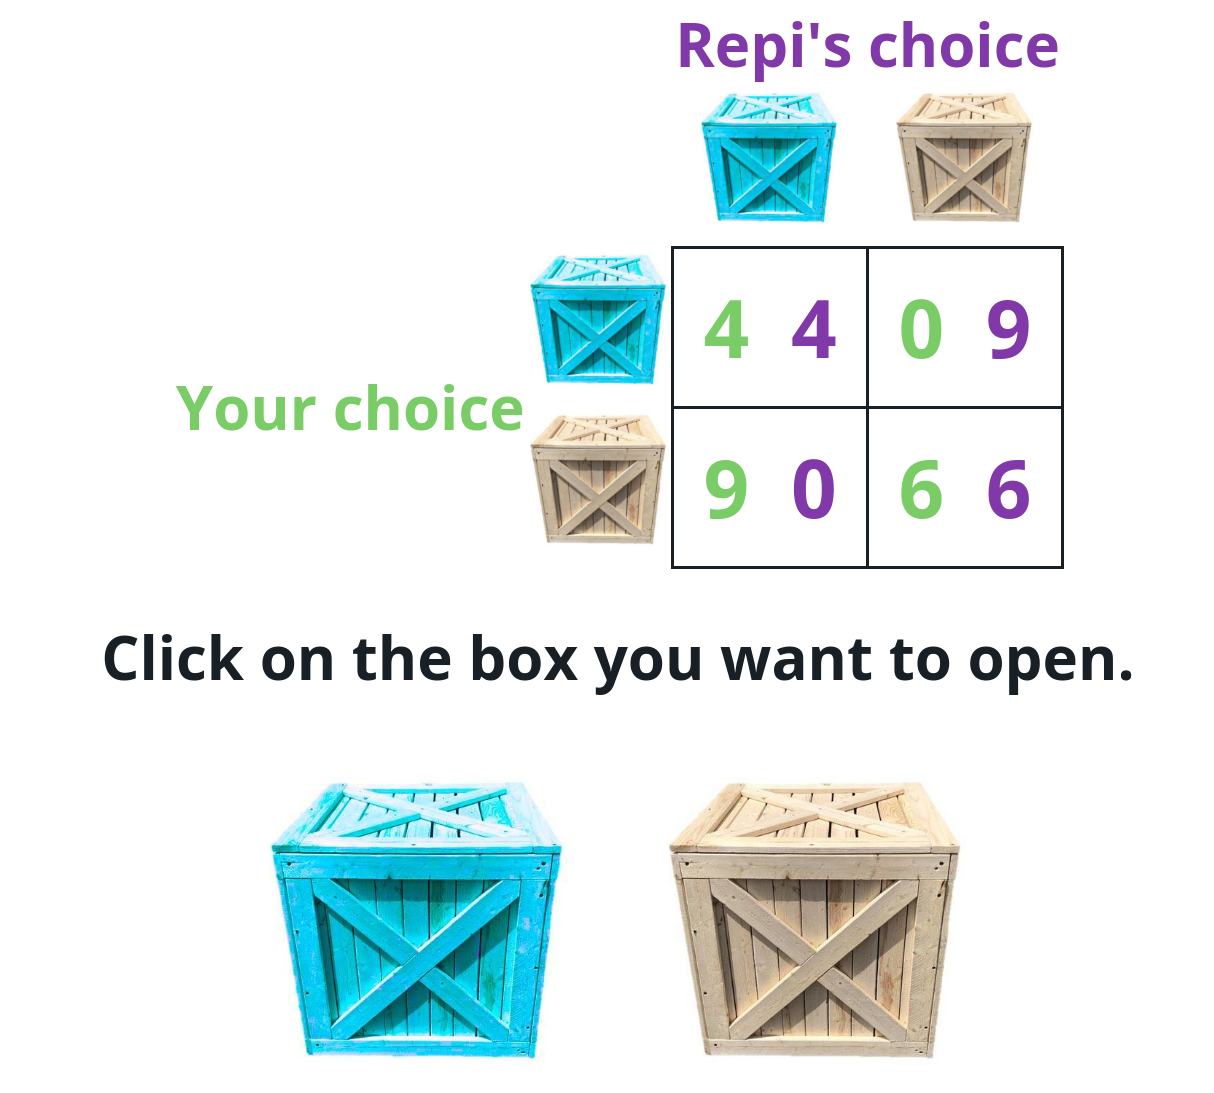 Repi's choice
4 4 0 9
Your choice
9 0 6 6
Click on the box you want to open.